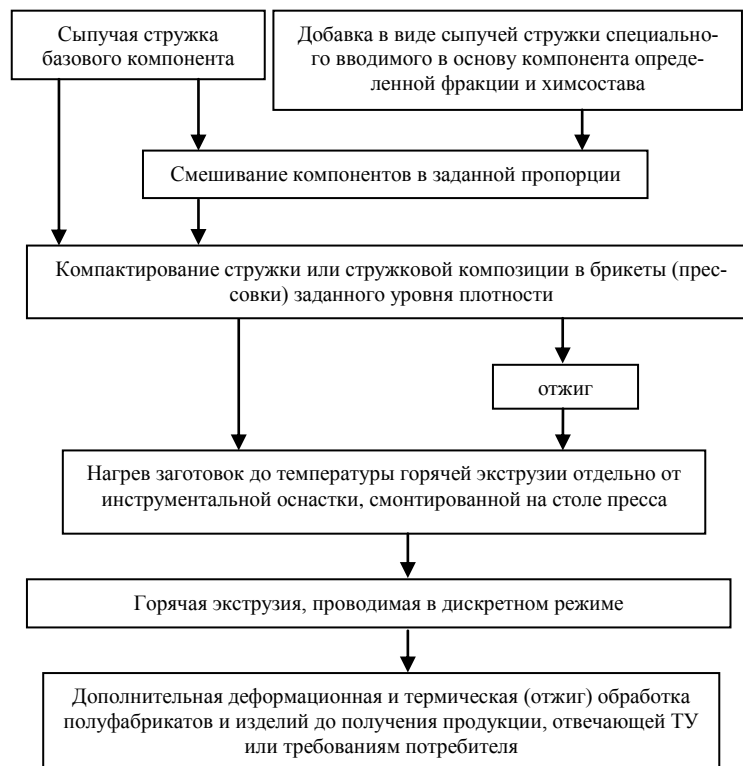 Сыпучая стружка
базового компонента
Добавка в виде сыпучей стружки специально-
го вводимого в основу компонента опреде-
ленной фракции и химсостава
Смешивание компонентов в заданной пропорции
Компактирование стружки или стружковой композиции в брикеты (прес-
совки) заданного уровня плотности
отжиг
Нагрев заготовок до температуры горячей экструзии отдельно от
инструментальной оснастки, смонтированной на столе пресса
Горячая экструзия, проводимая в дискретном режиме
Дополнительная деформационная и термическая (отжиг) обработка
полуфабрикатов и изделий до получения продукции, отвечающей ТУ
или требованиям потребителя